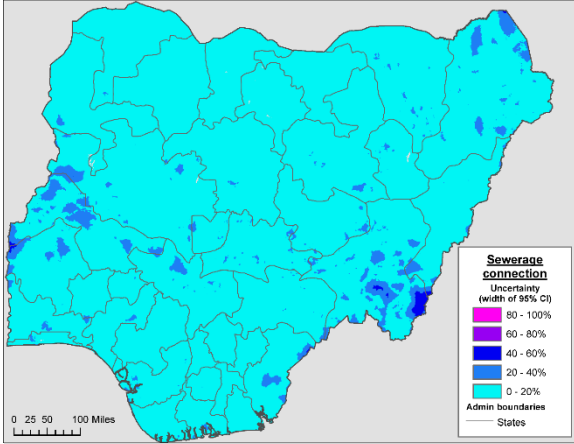 Sewerage
connection
Uncertainty
(width of 95% CI)
80 - 100%
60 - 80%
40 - 60%
20 - 40%
0 - 20%
Admin boundaries
States
0 25 50 100 Miles